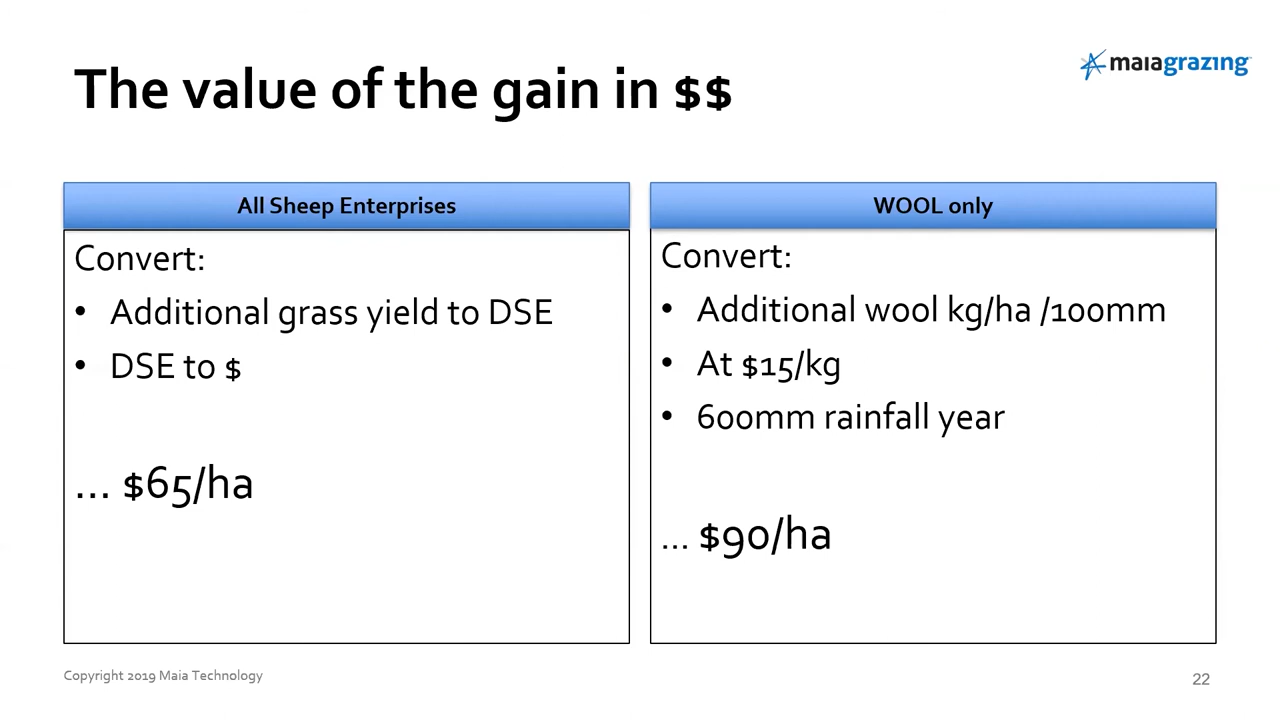 The value of the gain in $$
maiagrazing
All Sheep Enterprises
Convert:
• Additional grass yield to DSE
• DSE to $
... $65/ha
WOOL only
Convert:
• Additional wool kg/ha /100mm
• At $15/kg
• 600mm rainfall year
... $90/ha
Copyright 2019 Maia Technology
22